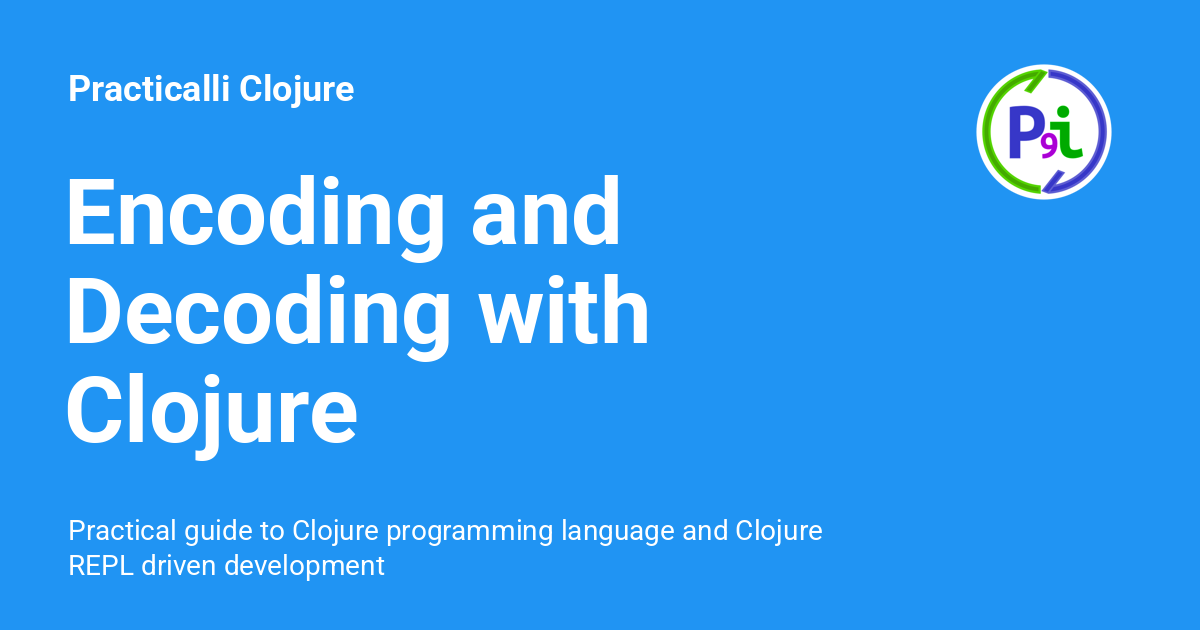 Practicalli Clojure
P9i
Encoding and
Decoding with
Clojure
Practical guide to Clojure programming language and Clojure
REPL driven development